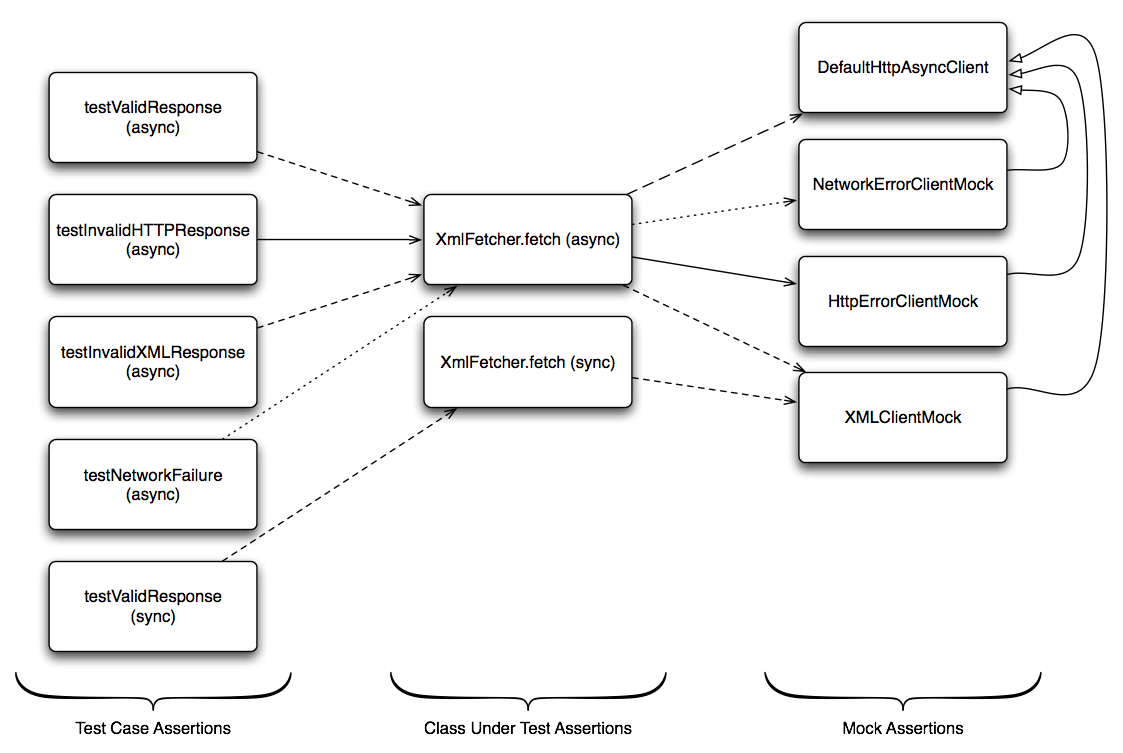 testValidResponse
(async)
testInvalidHTTPResponse
(async)
testInvalidXMLResponse
(async)
testNetworkFailure
(async)
testValidResponse
(sync)
XmlFetcher.fetch (async)
XmlFetcher.fetch (sync)
DefaultHttpAsyncClient
NetworkErrorClientMock
HttpErrorClientMock
XMLClientMock
Test Case Assertions
Class Under Test Assertions
Mock Assertions